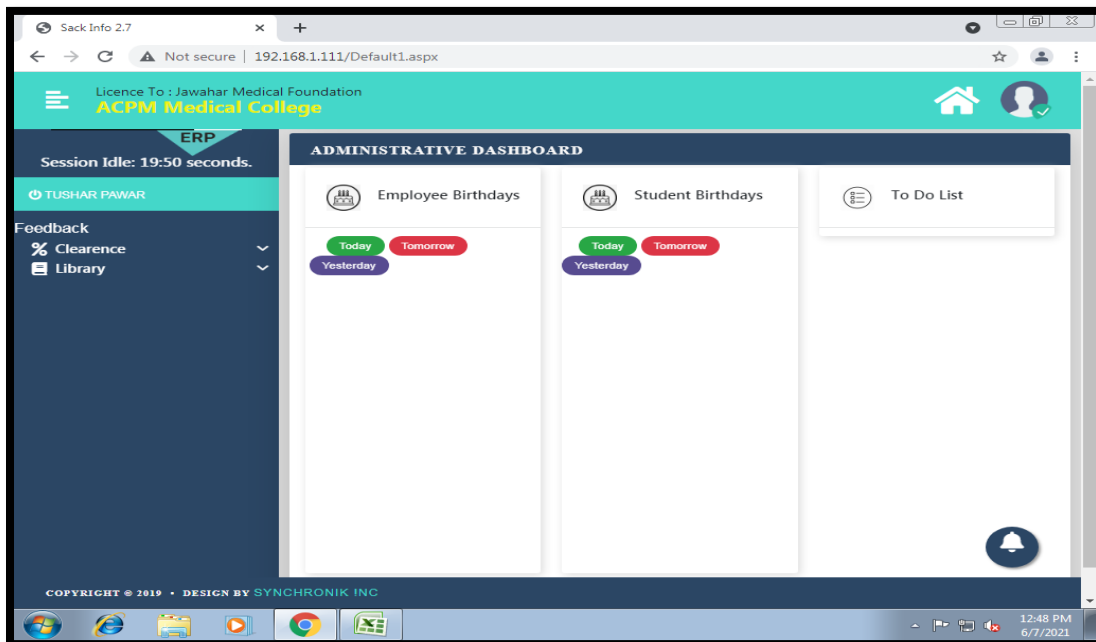 Sack Info 2.7
Not secure | 192.168.1.111/Default1.aspx
Licence To : Jawahar Medical Foundation
ACPM Medical College
ERP
Session Idle: 19:50 seconds.
TUSHAR PAWAR
Feedback
Clearence
Library
ADMINISTRATIVE DASHBOARD
Employee Birthdays
Today Tomorrow
Yesterday
Student Birthdays
Today Tomorrow
Yesterday
To Do List
COPYRIGHT © 2019 • DESIGN BY SYNCHRONIK INC
12:48 PM
6/7/2021